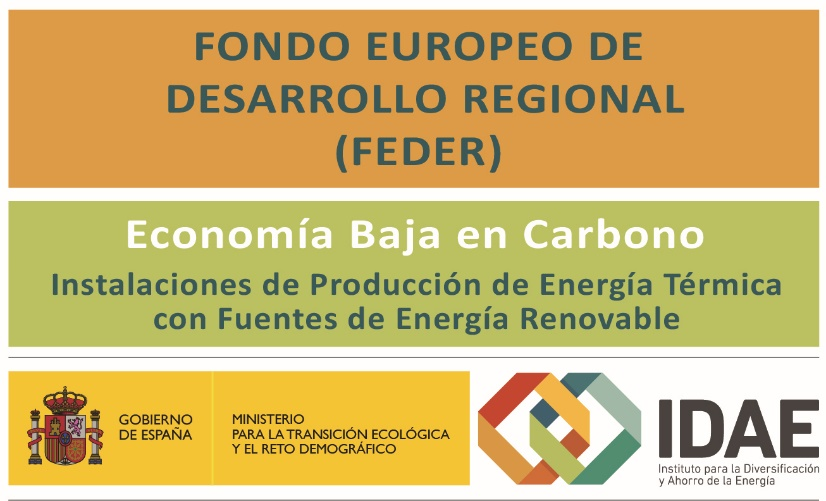 FONDO EUROPEO DE
DESARROLLO REGIONAL
(FEDER)
Economía Baja en Carbono
Instalaciones de Producción de Energía Térmica
con Fuentes de Energía Renovable
GOBIERNO
DE ESPAÑA
MINISTERIO
PARA LA TRANSICIÓN ECOLÓGICA
Y EL RETO DEMOGRÁFICO
IDAE
Instituto para la Diversificación
y Ahorro de la Energía